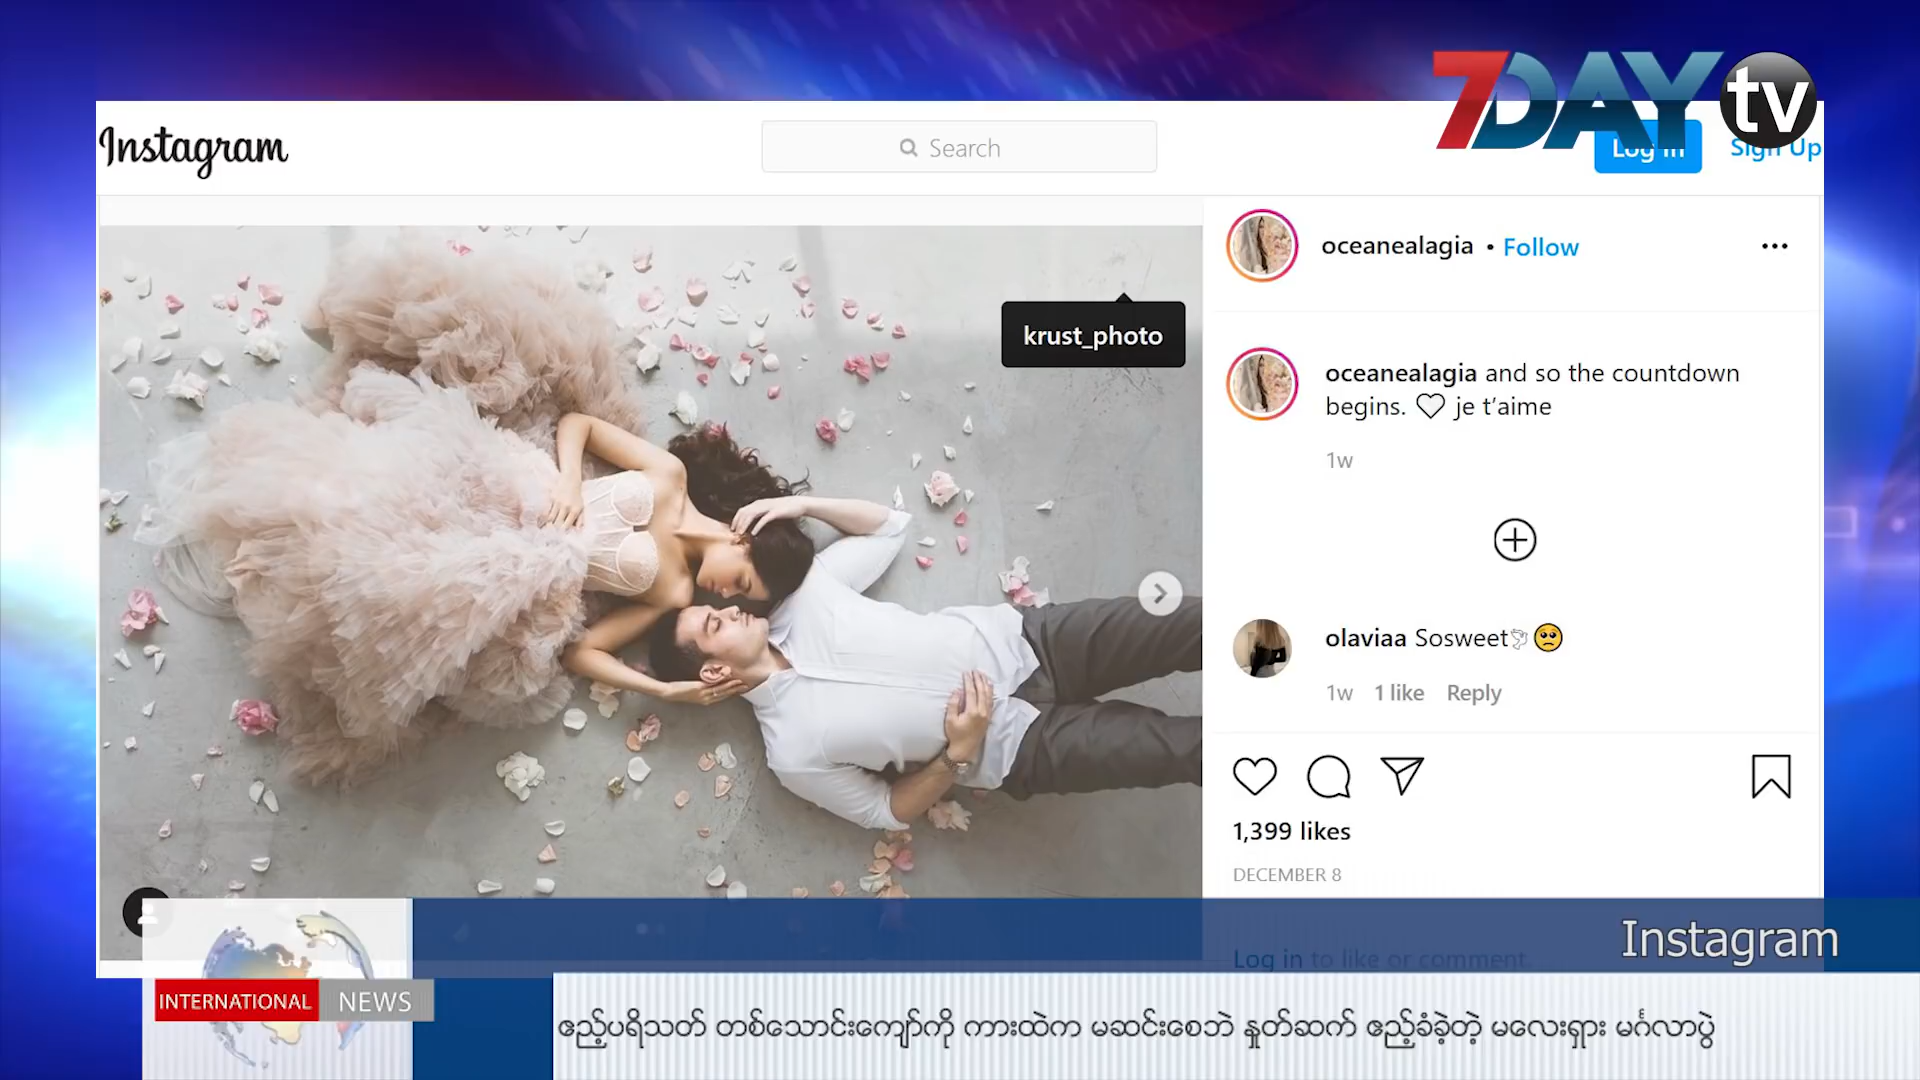 7DAY tv
Instagram
Search
Log In
Sign Up
oceanealagia • Follow
krust_photo
oceanealagia and so the countdown
begins. ♡ je t'aime
1w
olaviaa Sosweet🕊🥺
1w 1 like Reply
1,399 likes
DECEMBER 8
Log in to like or comment.
Instagram
INTERNATIONAL NEWS
ဧည့်ပရိသတ် တစ်သောင်းကျော်ကို ကားထဲက မဆင်းစေဘဲ နှုတ်ဆက် ဧည့်ခံခဲ့တဲ့ မလေးရှား မင်္ဂလာပွဲ